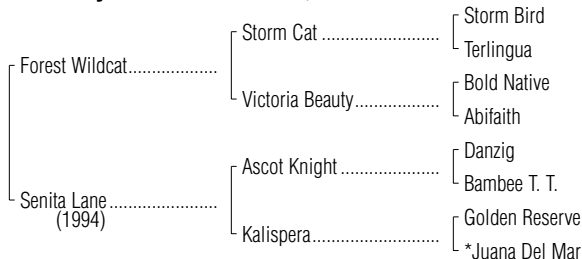 Storm Bird
Storm Cat ......................
Terlingua
Forest Wildcat..................
Bold Native
Victoria Beauty................
Abifaith
Danzig
Ascot Knight ..................
Bambee T. T.
Senita Lane ....................
(1994)
Golden Reserve
Kalispera........................
*Juana Del Mar